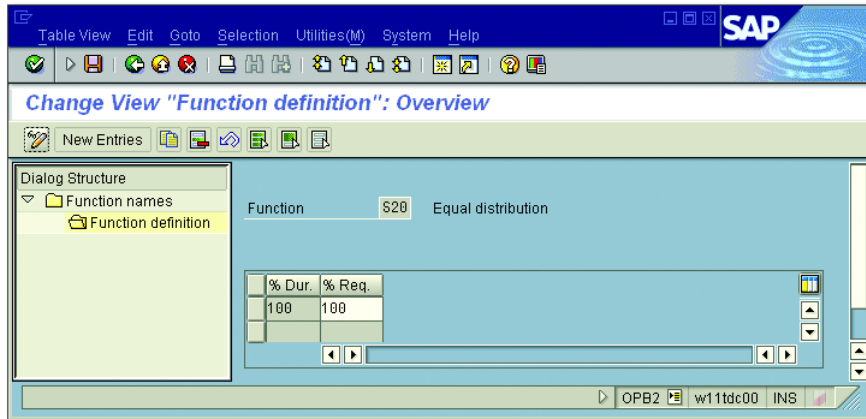 Table View Edit Goto Selection Utilities(M) System Help
SAP
Change View "Function definition": Overview
New Entries
Dialog Structure
Function names
Function definition
Function S20 Equal distribution
% Dur. % Req.
100 100
OPB2 w11tdc00 INS